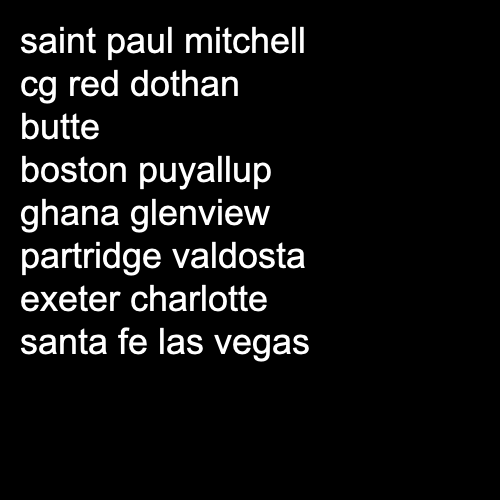 saint paul mitchell
cg red dothan
butte
boston puyallup
ghana glenview
partridge valdosta
exeter charlotte
santa fe las vegas